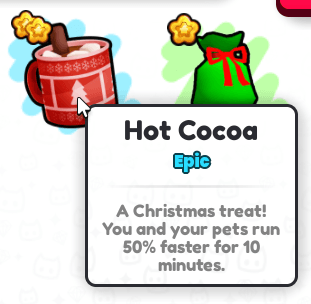 Hot Cocoa
Epic
A Christmas treat!
You and your pets run
50% faster for 10
minutes.